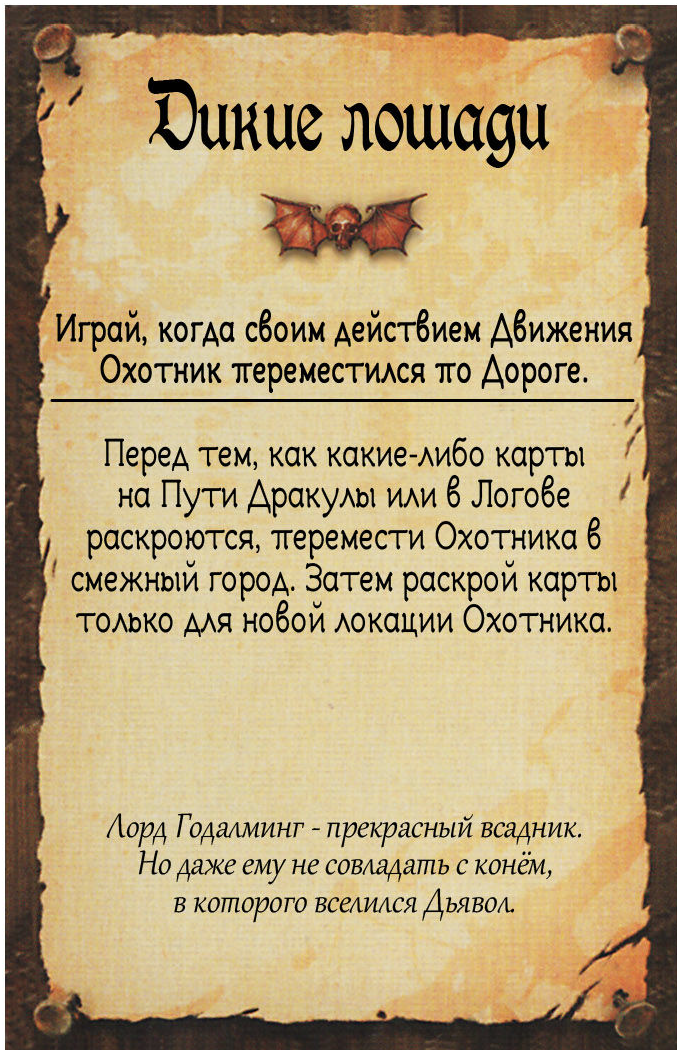 Дикие лошади
Играй, когда своим действием Движения
Охотник переместился по Дороге.
Перед тем, как какие-либо карты
на Пути Дракулы или в Логове
раскроются, перемести Охотника в
смежный город. Затем раскрой карты
только для новой локации Охотника.
Лорд Годалминг - прекрасный всадник.
Но даже ему не совладать с конём,
в которого вселился Дьявол.